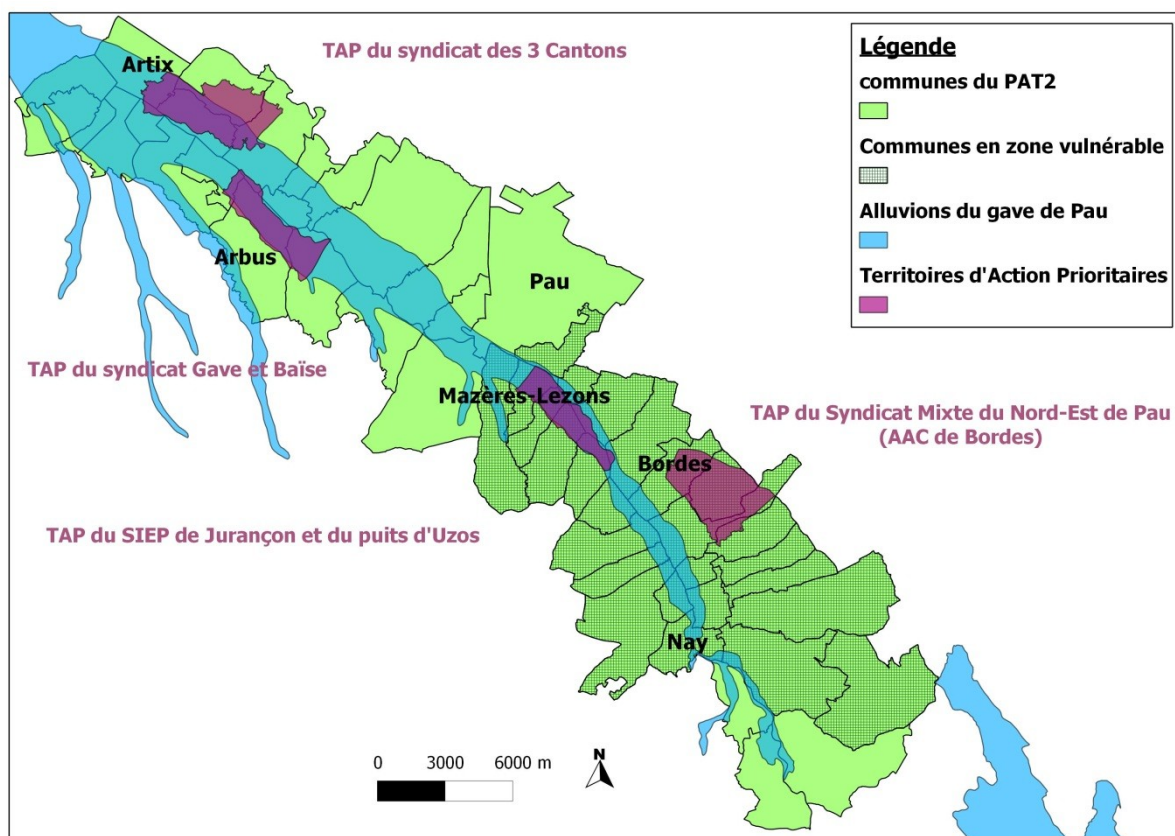 TAP du syndicat des 3 Cantons
Artix
Arbus
Pau
TAP du syndicat Gave et Baïse
Mazères-Lezons
TAP du Syndicat Mixte du Nord-Est de Pau
(AAC de Bordes)
Bordes
TAP du SIEP de Jurançon et du puits d'Uzos
Nay
0 3000 6000 m
N
Légende
communes du PAT2
Communes en zone vulnérable
Alluvions du gave de Pau
Territoires d'Action Prioritaires